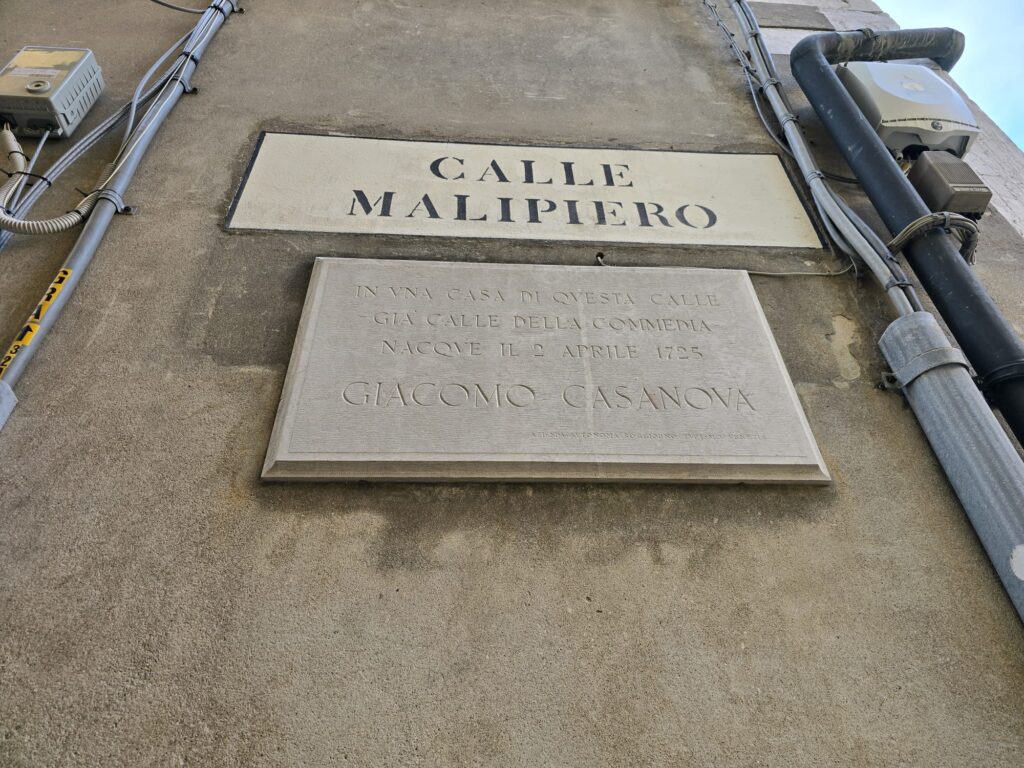 CALLE
MALIPIERO
IN VNA CASA DI QVESTA CALLE
GIÀ CALLE DELLA COMMEDIA
NACQVE IL 2 APRILE 1725
GIACOMO CASANOVA